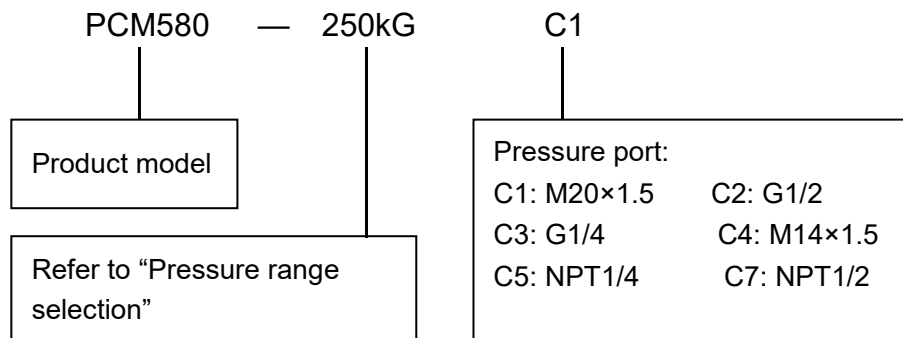 PCM580 — 250kG C1
Product model
Refer to “Pressure range
selection”
Pressure port:
C1: M20×1.5 C2: G1/2
C3: G1/4 C4: M14×1.5
C5: NPT1/4 C7: NPT1/2